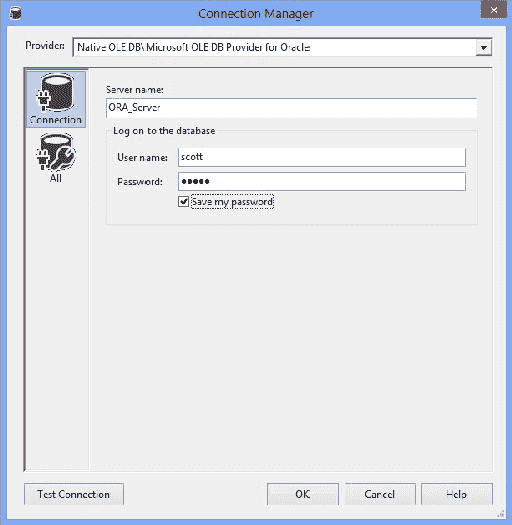 Connection Manager
Provider: Native OLE DB\Microsoft OLE DB Provider for Oracle
Connection
All
Server name:
ORA_Server
Log on to the database
User name: scott
Password: •••••
Save my password
Test Connection OK Cancel Help